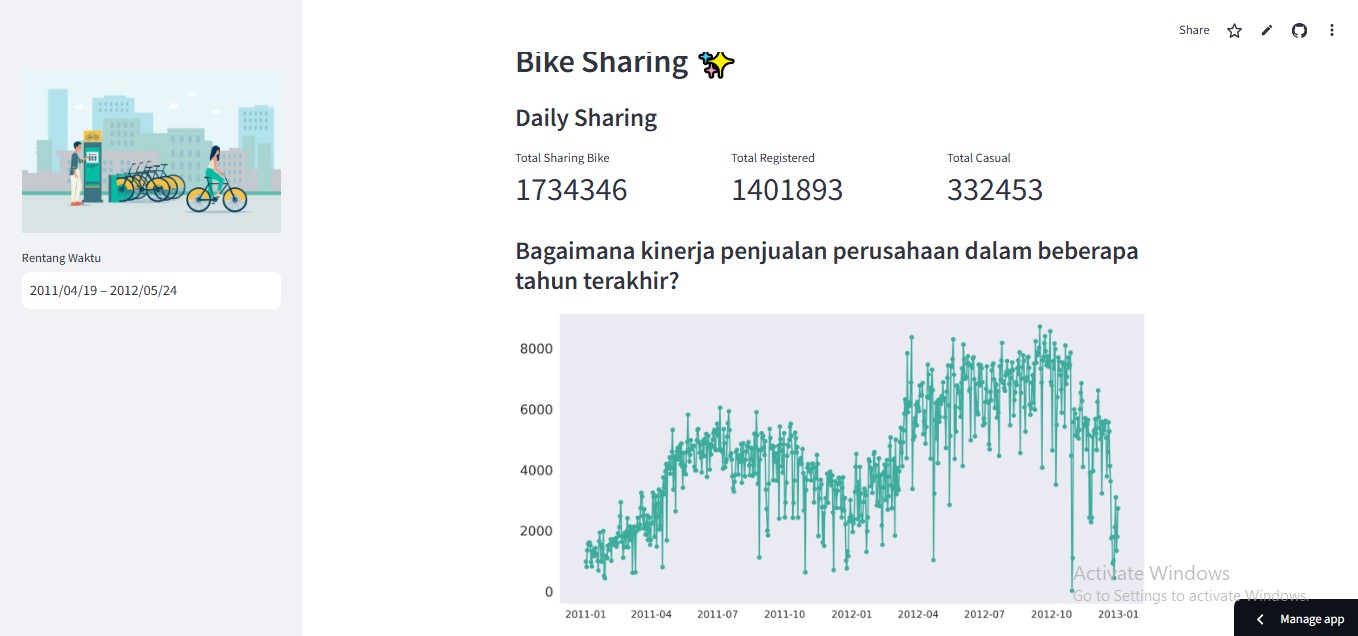 Share
Bike Sharing ✨
Daily Sharing
Total Sharing Bike
Total Registered
Total Casual
1734346
1401893
332453
Rentang Waktu
2011/04/19 – 2012/05/24
Bagaimana kinerja penjualan perusahaan dalam beberapa
tahun terakhir?
8000
6000
4000
2000
0
2011-01
2011-04
2011-07
2011-10
2012-01
2012-04
2012-07
2012-10
2013-01
Activate Windows
Go to Settings to activate Windows.
Manage app